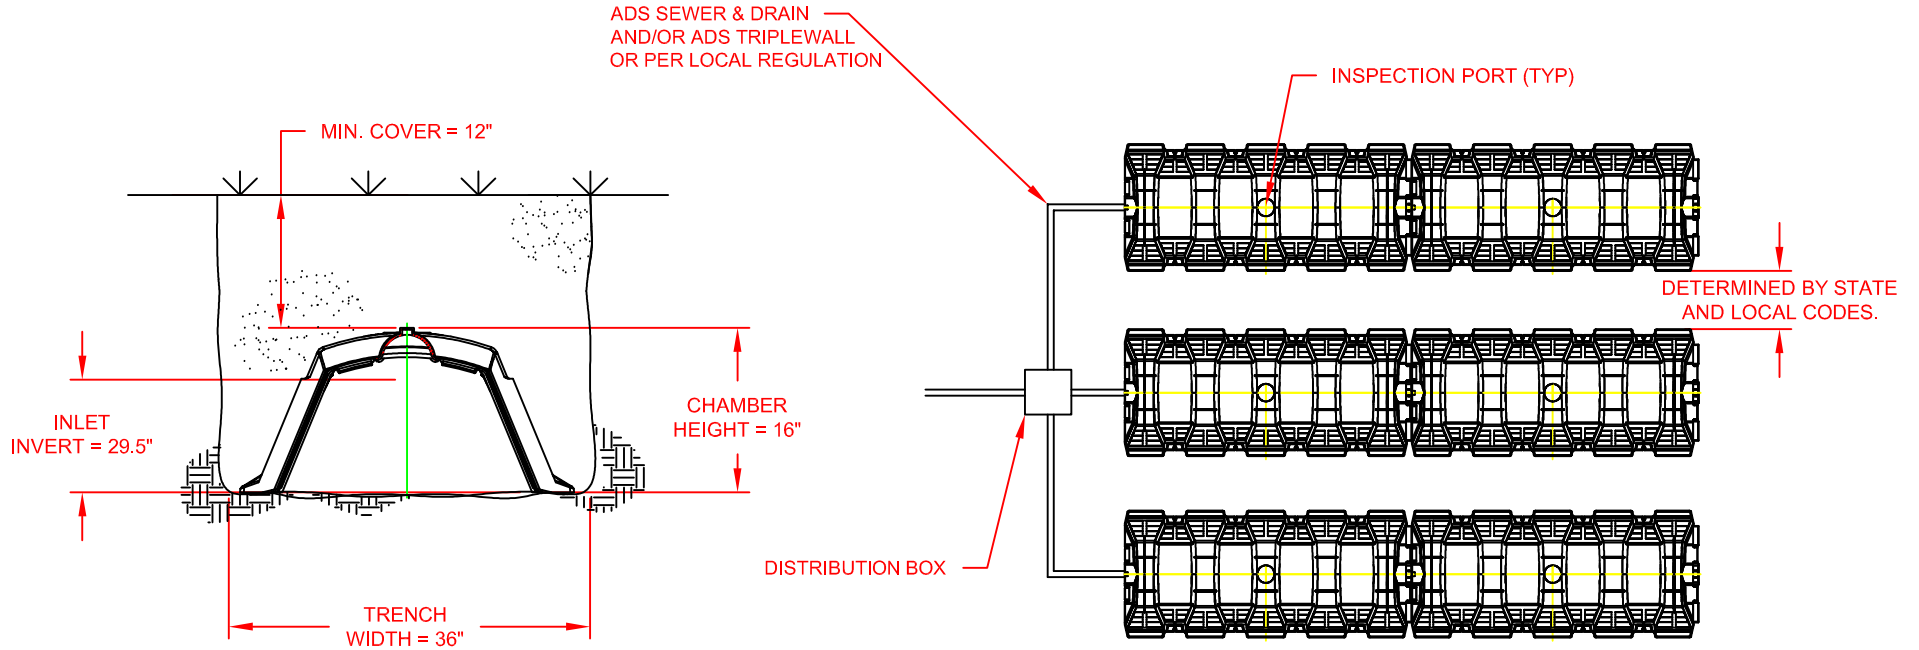 ADS SEWER & DRAIN
AND/OR ADS TRIPLEWALL
OR PER LOCAL REGULATION
INSPECTION PORT (TYP)
MIN. COVER = 12"
DETERMINED BY STATE
AND LOCAL CODES.
INLET
INVERT = 29.5"
CHAMBER
HEIGHT = 16"
DISTRIBUTION BOX
TRENCH
WIDTH = 36"